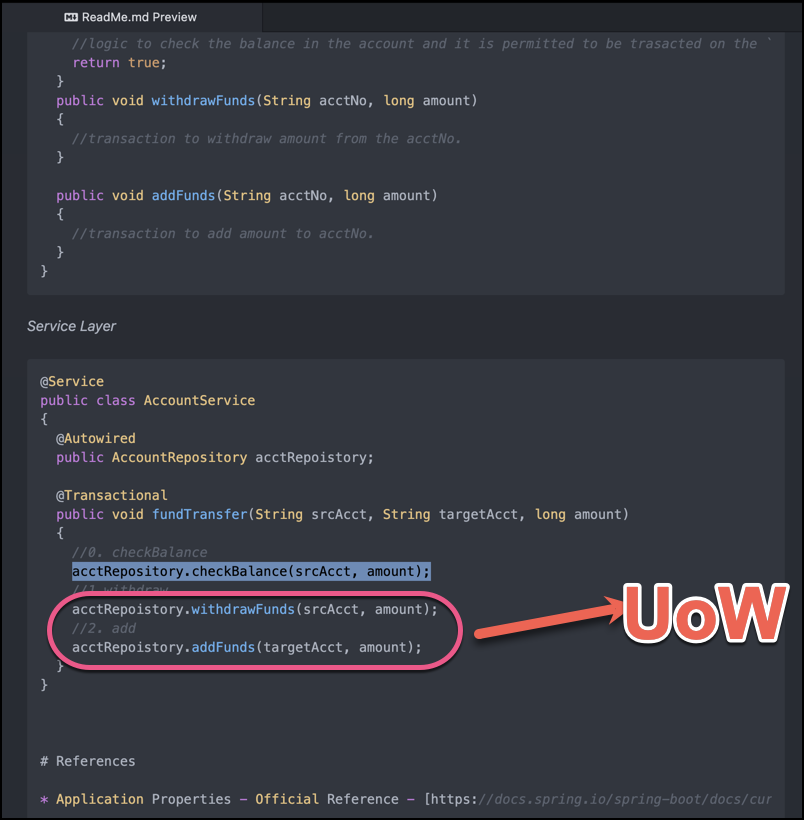 ReadMe.md Preview
//logic to check the balance in the account and it is permitted to be trasacted on the `
return true;
}
public void withdrawFunds(String acctNo, long amount)
{
//transaction to withdraw amount from the acctNo.
}
public void addFunds(String acctNo, long amount)
{
//transaction to add amount to acctNo.
}
}
Service Layer
@Service
public class AccountService
{
@Autowired
public AccountRepository acctRepoistory;
@Transactional
public void fundTransfer(String srcAcct, String targetAcct, long amount)
{
//0. checkBalance
acctRepository.checkBalance(srcAcct, amount);
//1 withdraw
acctRepoistory.withdrawFunds(srcAcct, amount);
//2. add
acctRepoistory.addFunds(targetAcct, amount);
}
}
UoW
# References
* Application Properties - Official Reference - [https://docs.spring.io/spring-boot/docs/cur